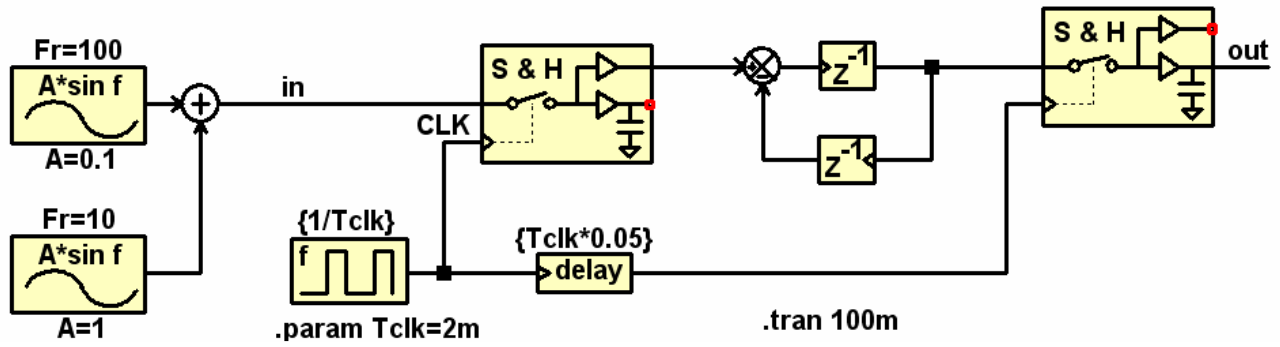 Fr=100
A*sin f
A=0.1
Fr=10
A*sin f
A=1
+
in
CLK
S & H
{1/Tclk}
f
.param Tclk=2m
{Tclk*0.05}
delay
z^-1
z^-1
S & H
out
.tran 100m